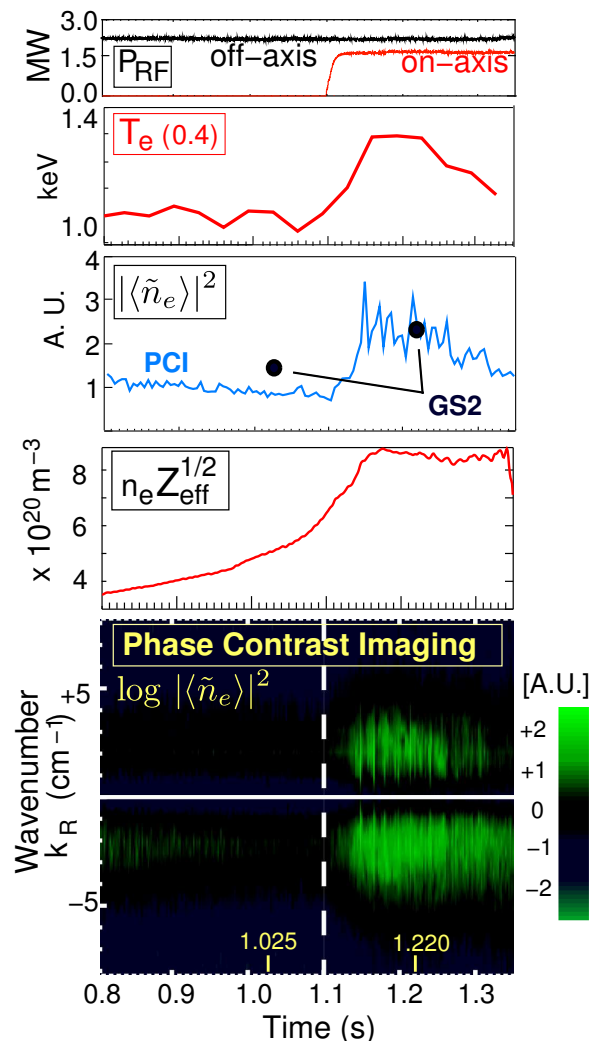 3.0
1.5
0.0
MW
P_RF
off−axis
on−axis
1.4
1.0
keV
T_e (0.4)
4
3
2
1
A. U.
|⟨ñ_e⟩|^2
PCI
GS2
8
6
4
x 10^20 m^−3
n_e Z_eff^1/2
Phase Contrast Imaging
log |⟨ñ_e⟩|^2
+5
−5
Wavenumber
k_R (cm^−1)
[A.U.]
+2
+1
0
−1
−2
1.025
1.220
0.8 0.9 1.0 1.1 1.2 1.3
Time (s)